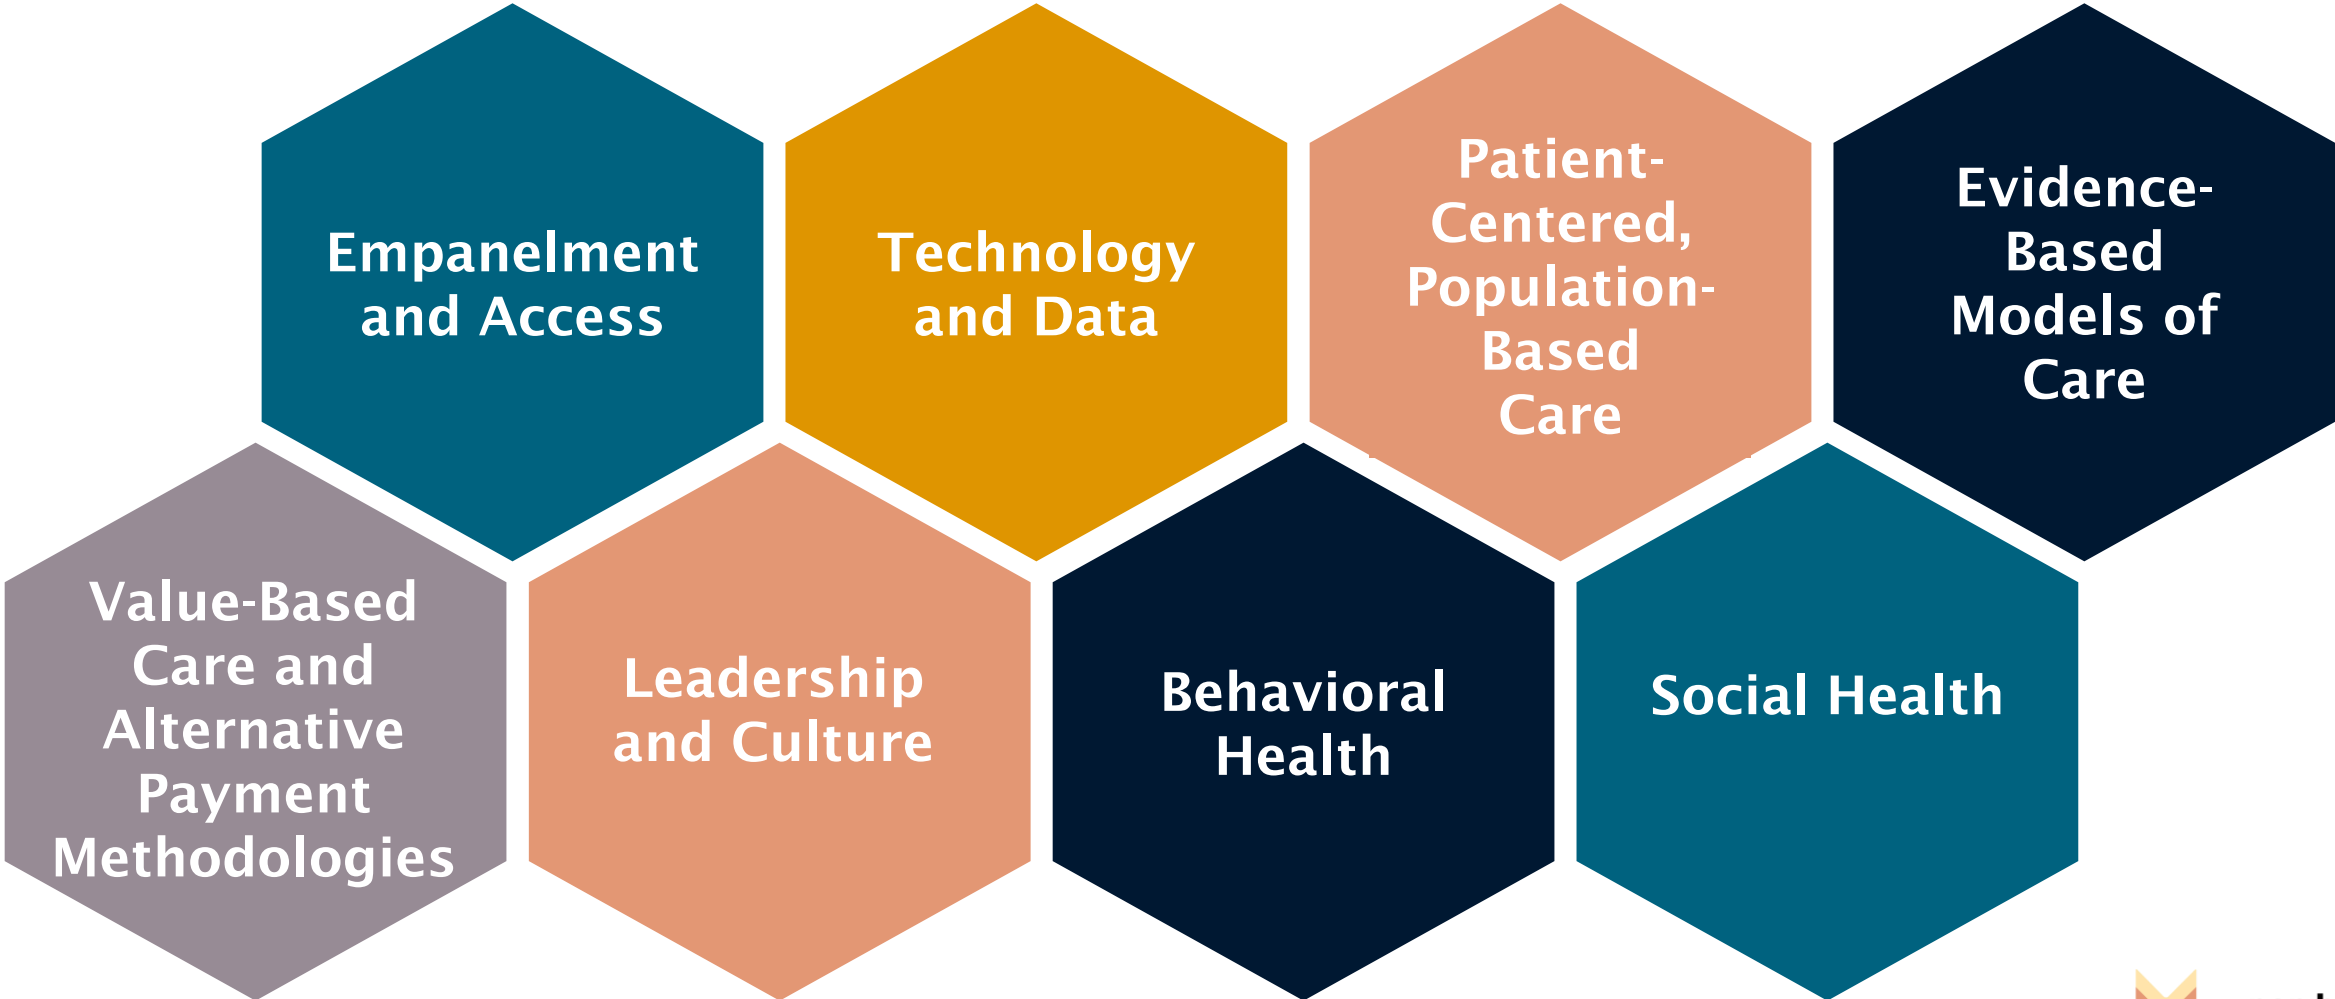 Empanelment
and Access
Technology
and Data
Patient-
Centered,
Population-
Based
Care
Evidence-
Based
Models of
Care
Value-Based
Care and
Alternative
Payment
Methodologies
Leadership
and Culture
Behavioral
Health
Social Health